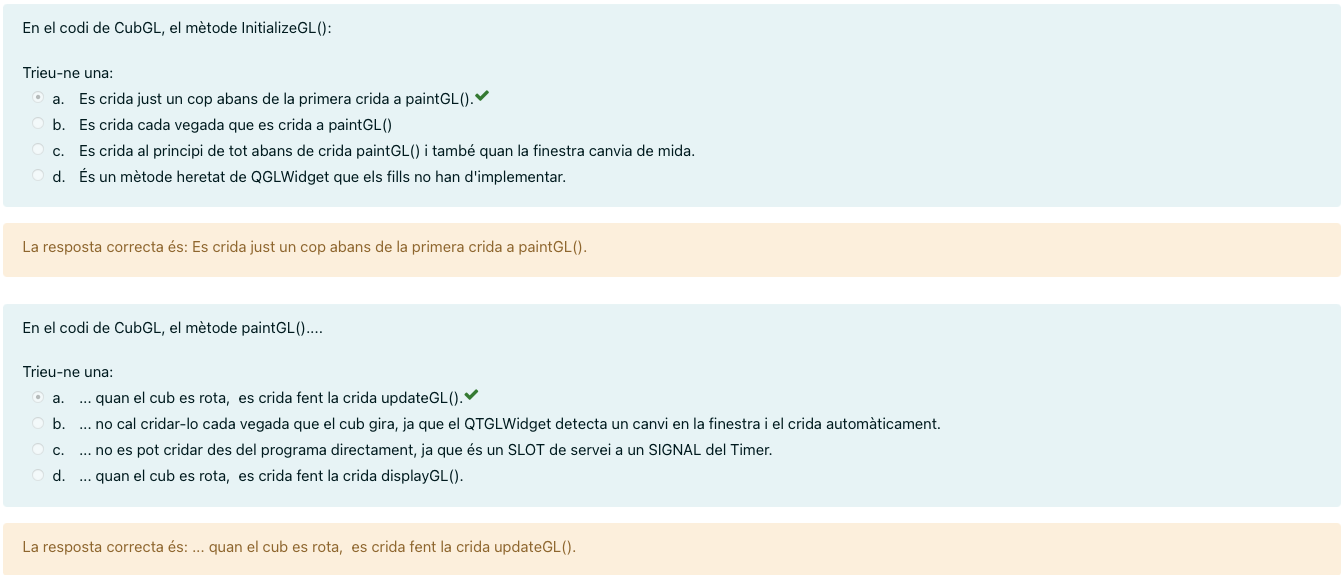 En el codi de CubGL, el mètode InitializeGL():
Trieu-ne una:
a. Es crida just un cop abans de la primera crida a paintGL().
b. Es crida cada vegada que es crida a paintGL()
c. Es crida al principi de tot abans de crida paintGL() i també quan la finestra canvia de mida.
d. És un mètode heretat de QGLWidget que els fills no han d'implementar.
La resposta correcta és: Es crida just un cop abans de la primera crida a paintGL().
En el codi de CubGL, el mètode paintGL()....
Trieu-ne una:
a. ... quan el cub es rota,  es crida fent la crida updateGL().
b. ... no cal cridar-lo cada vegada que el cub gira, ja que el QTGLWidget detecta un canvi en la finestra i el crida automàticament.
c. ... no es pot cridar des del programa directament, ja que és un SLOT de servei a un SIGNAL del Timer.
d. ... quan el cub es rota,  es crida fent la crida displayGL().
La resposta correcta és: ... quan el cub es rota,  es crida fent la crida updateGL().